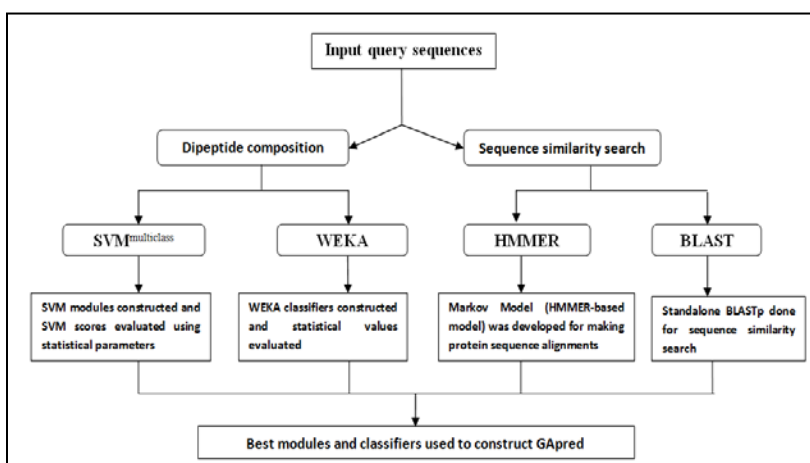 Input query sequences
Dipeptide composition
Sequence similarity search
SVMmulticlass
WEKA
HMMER
BLAST
SVM modules constructed and
SVM scores evaluated using
statistical parameters
WEKA classifiers constructed
and statistical values
evaluated
Markov Model (HMMER-based
model) was developed for making
protein sequence alignments
Standalone BLASTp done
for sequence similarity
search
Best modules and classifiers used to construct GApred